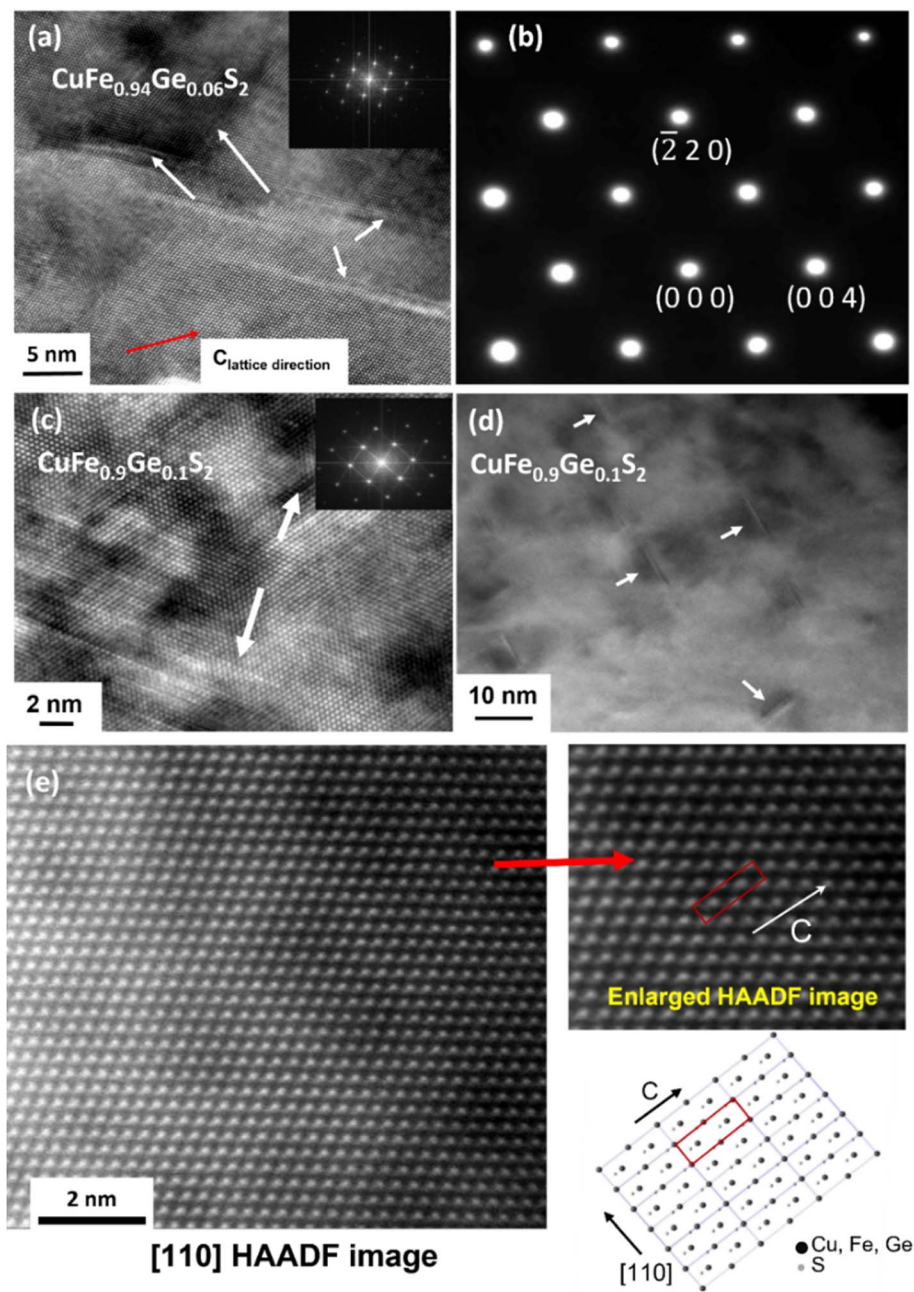 (a)
CuFe₀.₉₄Ge₀.₀₆S₂
5 nm
C lattice direction
(b)
(2̅ 2 0)
(0 0 0)
(0 0 4)
(c)
CuFe₀.₉Ge₀.₁S₂
2 nm
(d)
CuFe₀.₉Ge₀.₁S₂
10 nm
(e)
2 nm
[110] HAADF image
C
Enlarged HAADF image
C
[110]
Cu, Fe, Ge
S